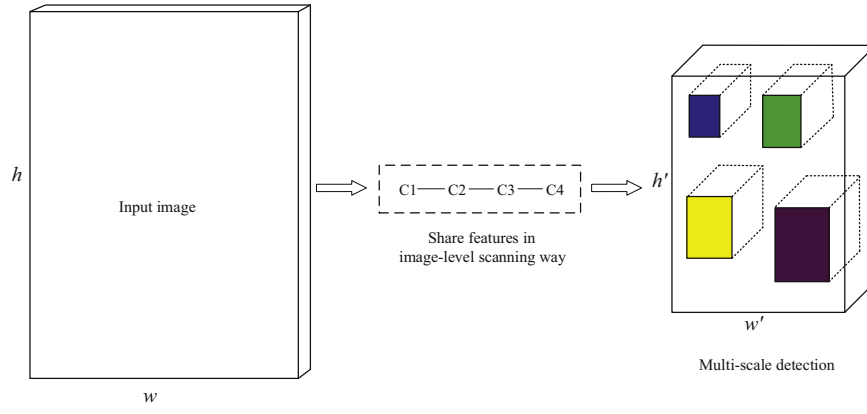 h
Input image
w
C1 C2 C3 C4
Share features in
image-level scanning way
h′
w′
Multi-scale detection